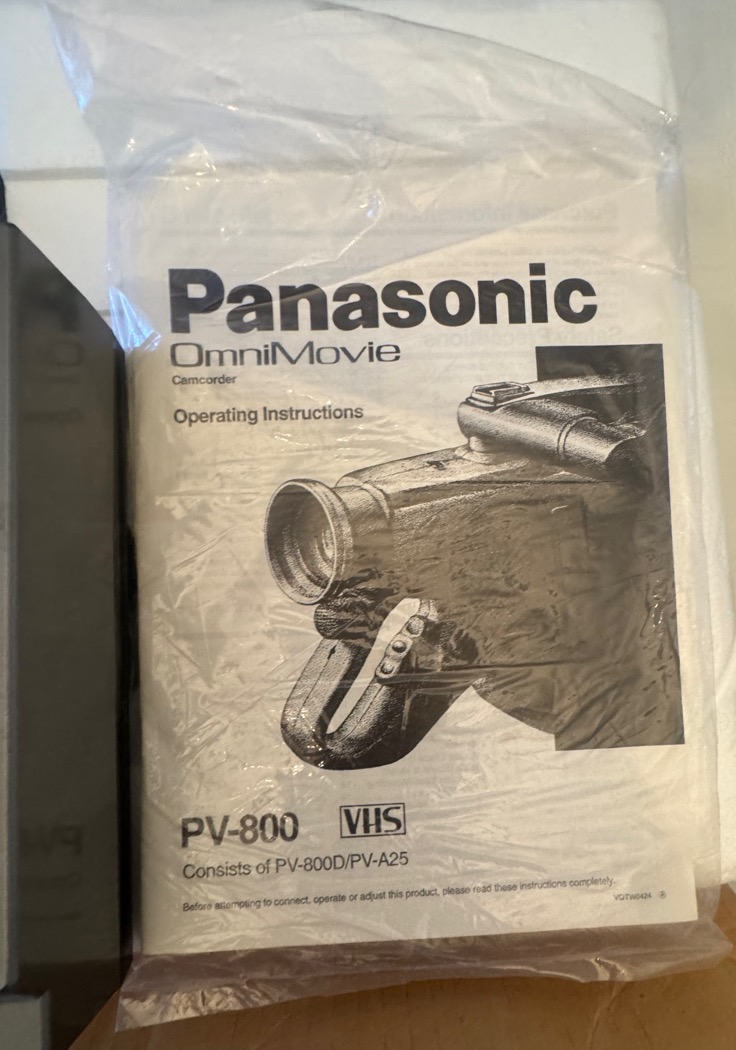 Panasonic
OmniMovie
Camcorder
Operating Instructions
PV-800 VHS
Consists of PV-800D/PV-A25
Before attempting to connect, operate or adjust this product, please read these instructions completely.
VQTW0424